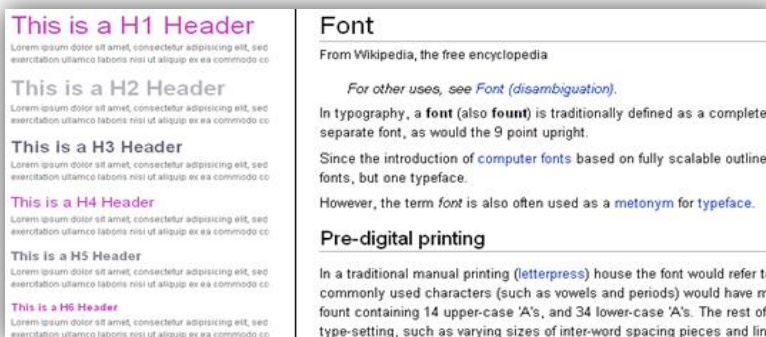 This is a H1 Header
Lorem ipsum dolor sit amet, consectetur adipisicing elit, sed
exercitation ullamco laboris nisi ut aliquip ex ea commodo co
This is a H2 Header
Lorem ipsum dolor sit amet, consectetur adipisicing elit, sed
exercitation ullamco laboris nisi ut aliquip ex ea commodo co
This is a H3 Header
Lorem ipsum dolor sit amet, consectetur adipisicing elit, sed
exercitation ullamco laboris nisi ut aliquip ex ea commodo co
This is a H4 Header
Lorem ipsum dolor sit amet, consectetur adipisicing elit, sed
exercitation ullamco laboris nisi ut aliquip ex ea commodo co
This is a H5 Header
Lorem ipsum dolor sit amet, consectetur adipisicing elit, sed
exercitation ullamco laboris nisi ut aliquip ex ea commodo co
This is a H6 Header
Lorem ipsum dolor sit amet, consectetur adipisicing elit, sed
exercitation ullamco laboris nisi ut aliquip ex ea commodo co
Font
From Wikipedia, the free encyclopedia
For other uses, see Font (disambiguation).
In typography, a font (also fount) is traditionally defined as a complete
separate font, as would the 9 point upright.
Since the introduction of computer fonts based on fully scalable outline
fonts, but one typeface.
However, the term font is also often used as a metonym for typeface.
Pre-digital printing
In a traditional manual printing (letterpress) house the font would refer t
commonly used characters (such as vowels and periods) would have m
fount containing 14 upper-case 'A's, and 34 lower-case 'A's. The rest of
type-setting, such as varying sizes of inter-word spacing pieces and lin